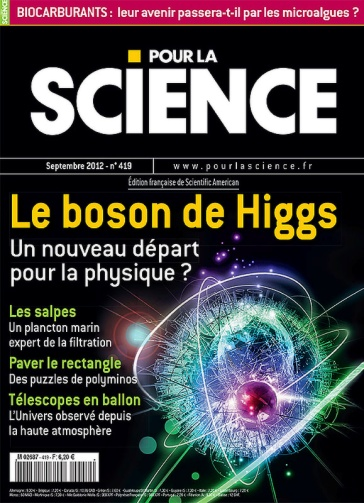 SCIENCE
BIOCARBURANTS : leur avenir passera-t-il par les microalgues ?
POUR LA
SCIENCE
Septembre 2012 - n° 419
www.pourlascience.fr
Édition française de Scientific American
Le boson de Higgs
Un nouveau départ
pour la physique ?
Les salpes
Un plancton marin
expert de la filtration
Paver le rectangle
Des puzzles de polyminos
Télescopes en ballon
L'Univers observé depuis
la haute atmosphère
M 02687 - 419 - F: 6,20 €